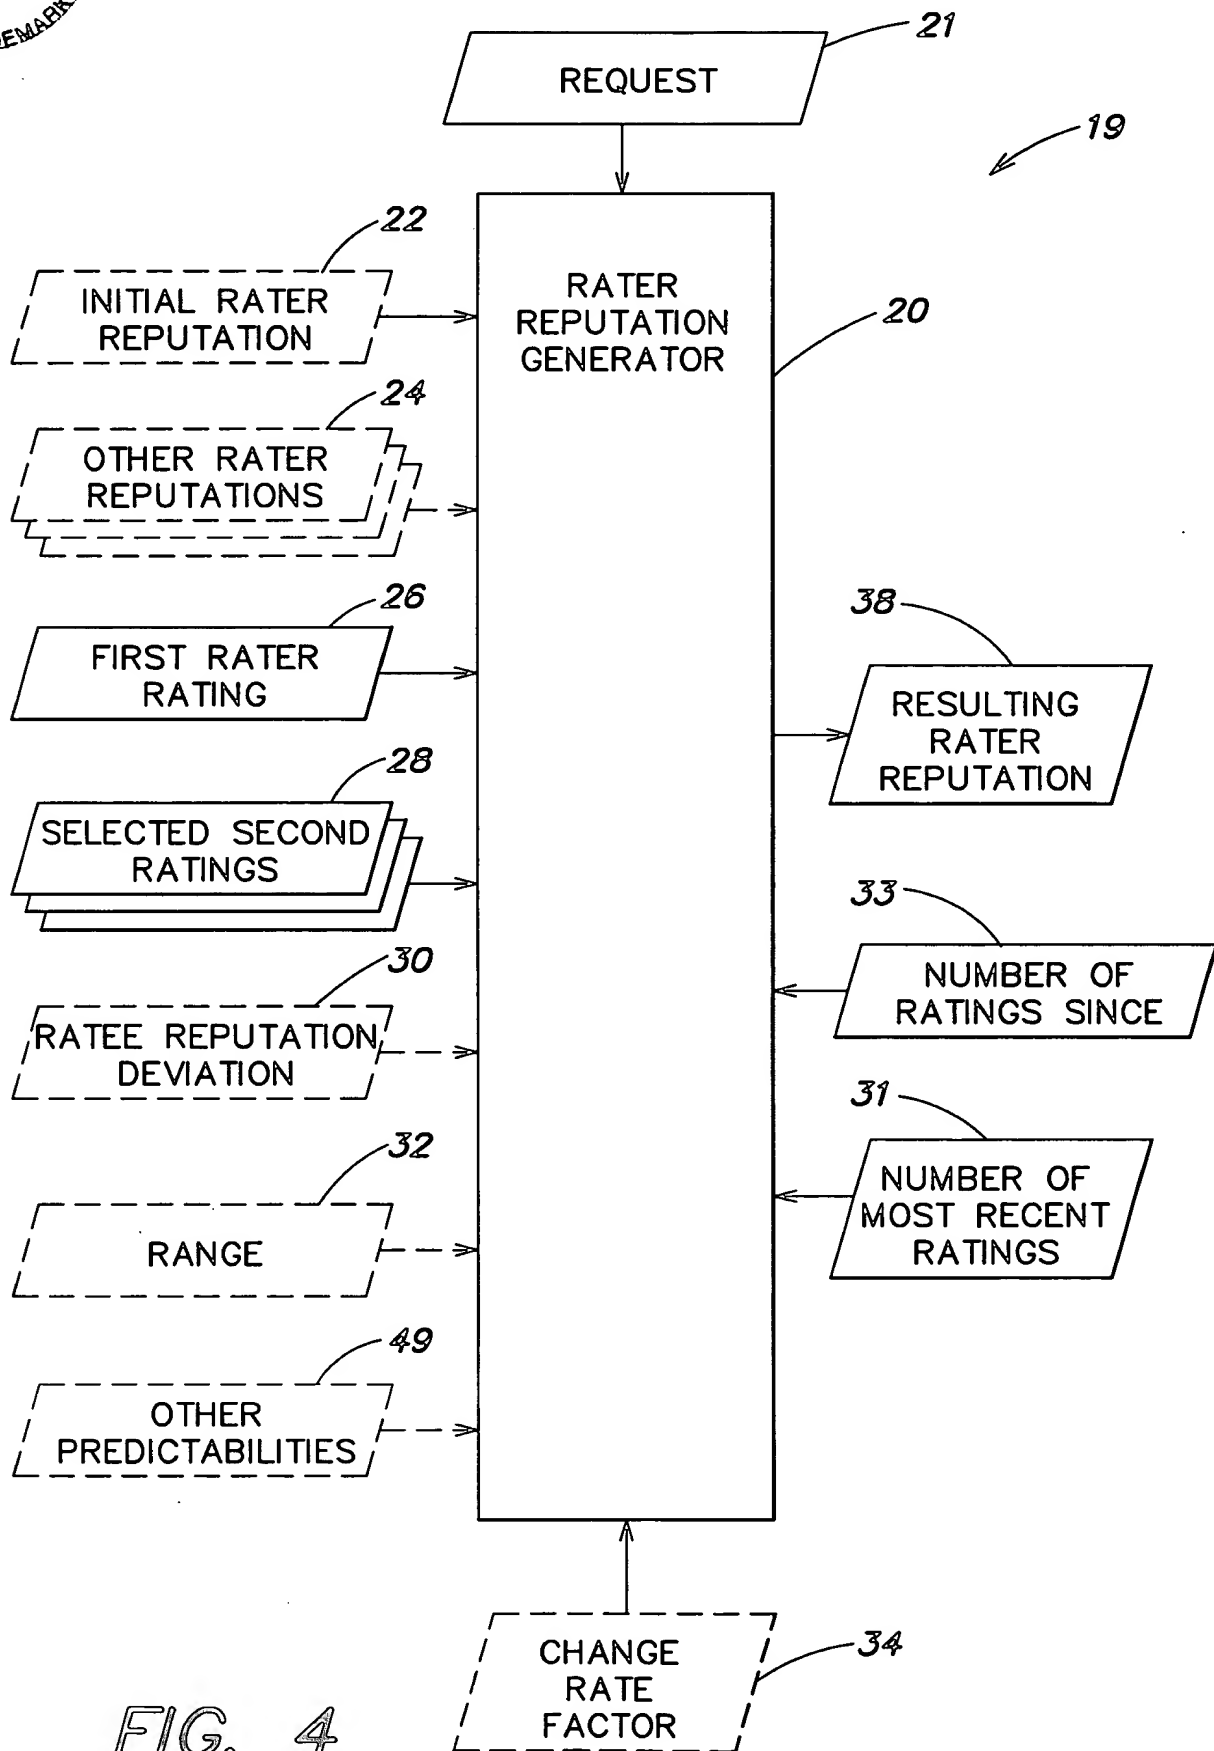 EMARK
21
REQUEST
19
22
INITIAL RATER
REPUTATION
RATER
REPUTATION
GENERATOR
20
24
OTHER RATER
REPUTATIONS
26
FIRST RATER
RATING
38
RESULTING
RATER
REPUTATION
28
SELECTED SECOND
RATINGS
33
NUMBER OF
RATINGS SINCE
30
RATEE REPUTATION
DEVIATION
31
NUMBER OF
MOST RECENT
RATINGS
32
RANGE
49
OTHER
PREDICTABILITIES
34
CHANGE
RATE
FACTOR
FIG. 4